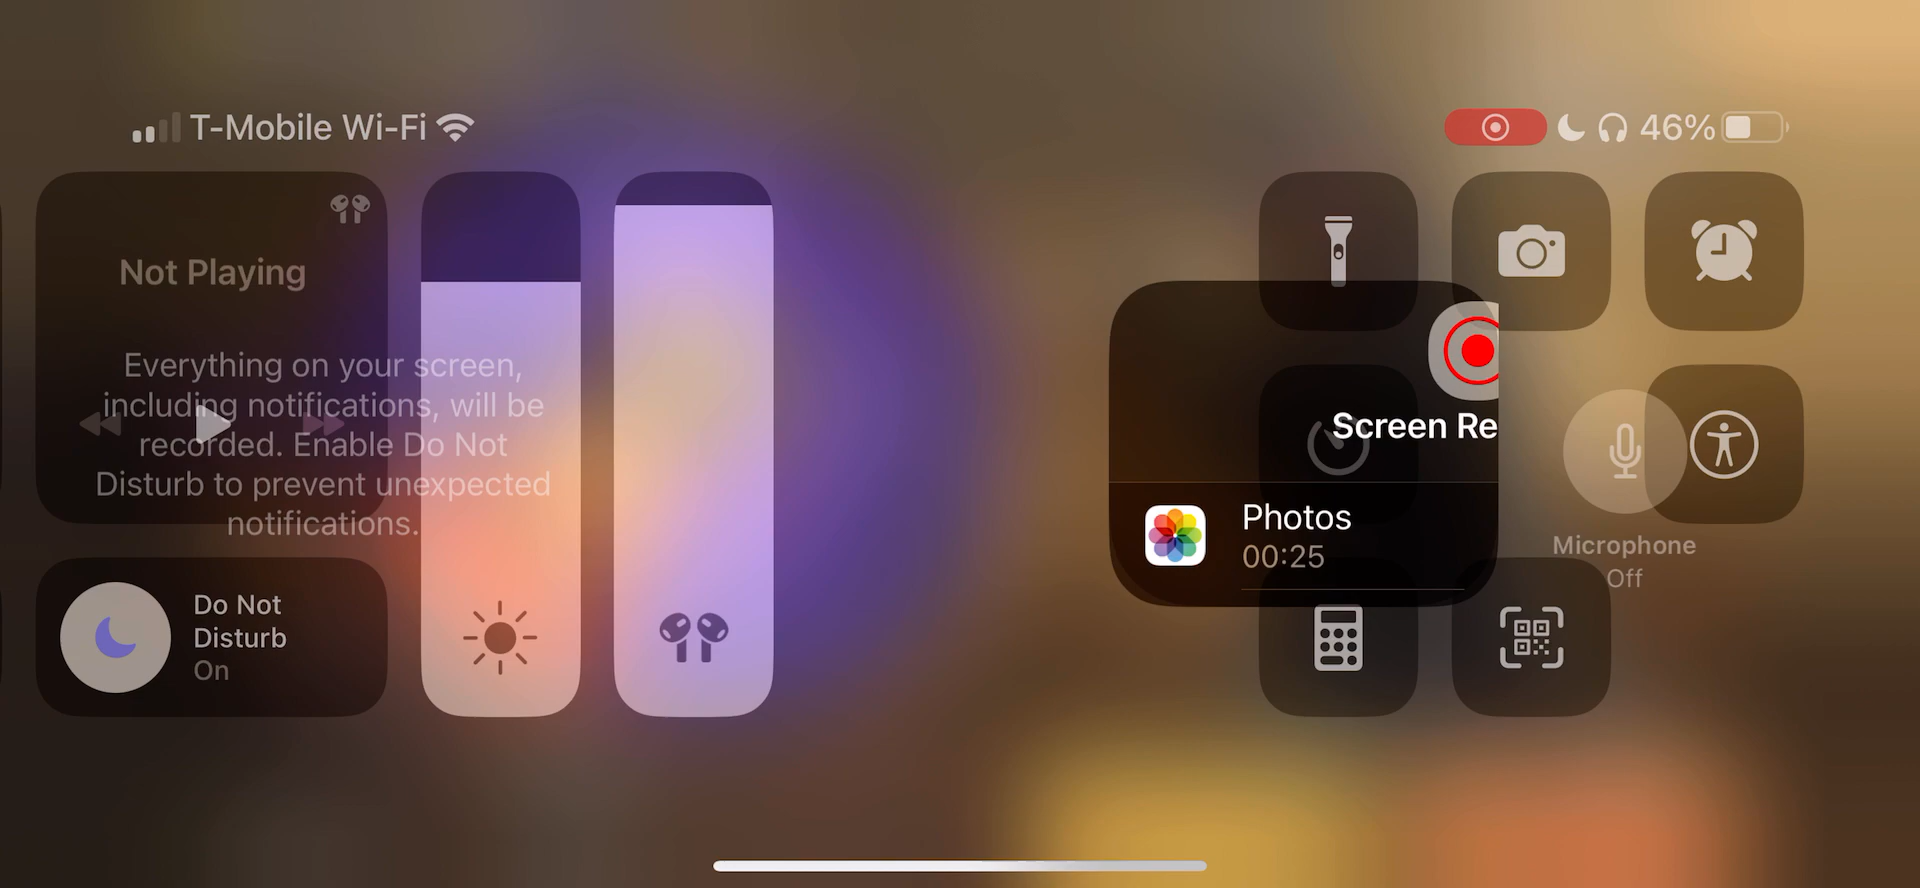 T-Mobile Wi-Fi
46%
Not Playing
Everything on your screen,
including notifications, will be
recorded. Enable Do Not
Disturb to prevent unexpected
notifications.
Do Not
Disturb
On
Screen Re
Photos
00:25
Microphone
Off